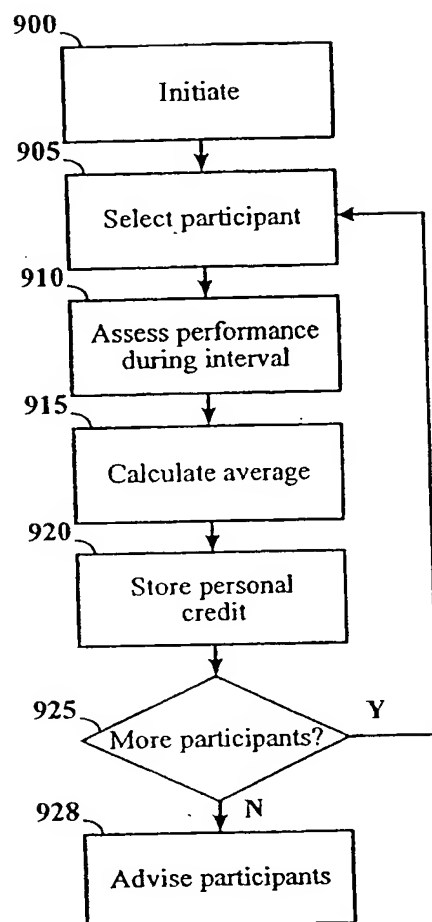 900
Initiate
905
Select participant
910
Assess performance
during interval
915
Calculate average
920
Store personal
credit
925
More participants?
Y
N
928
Advise participants